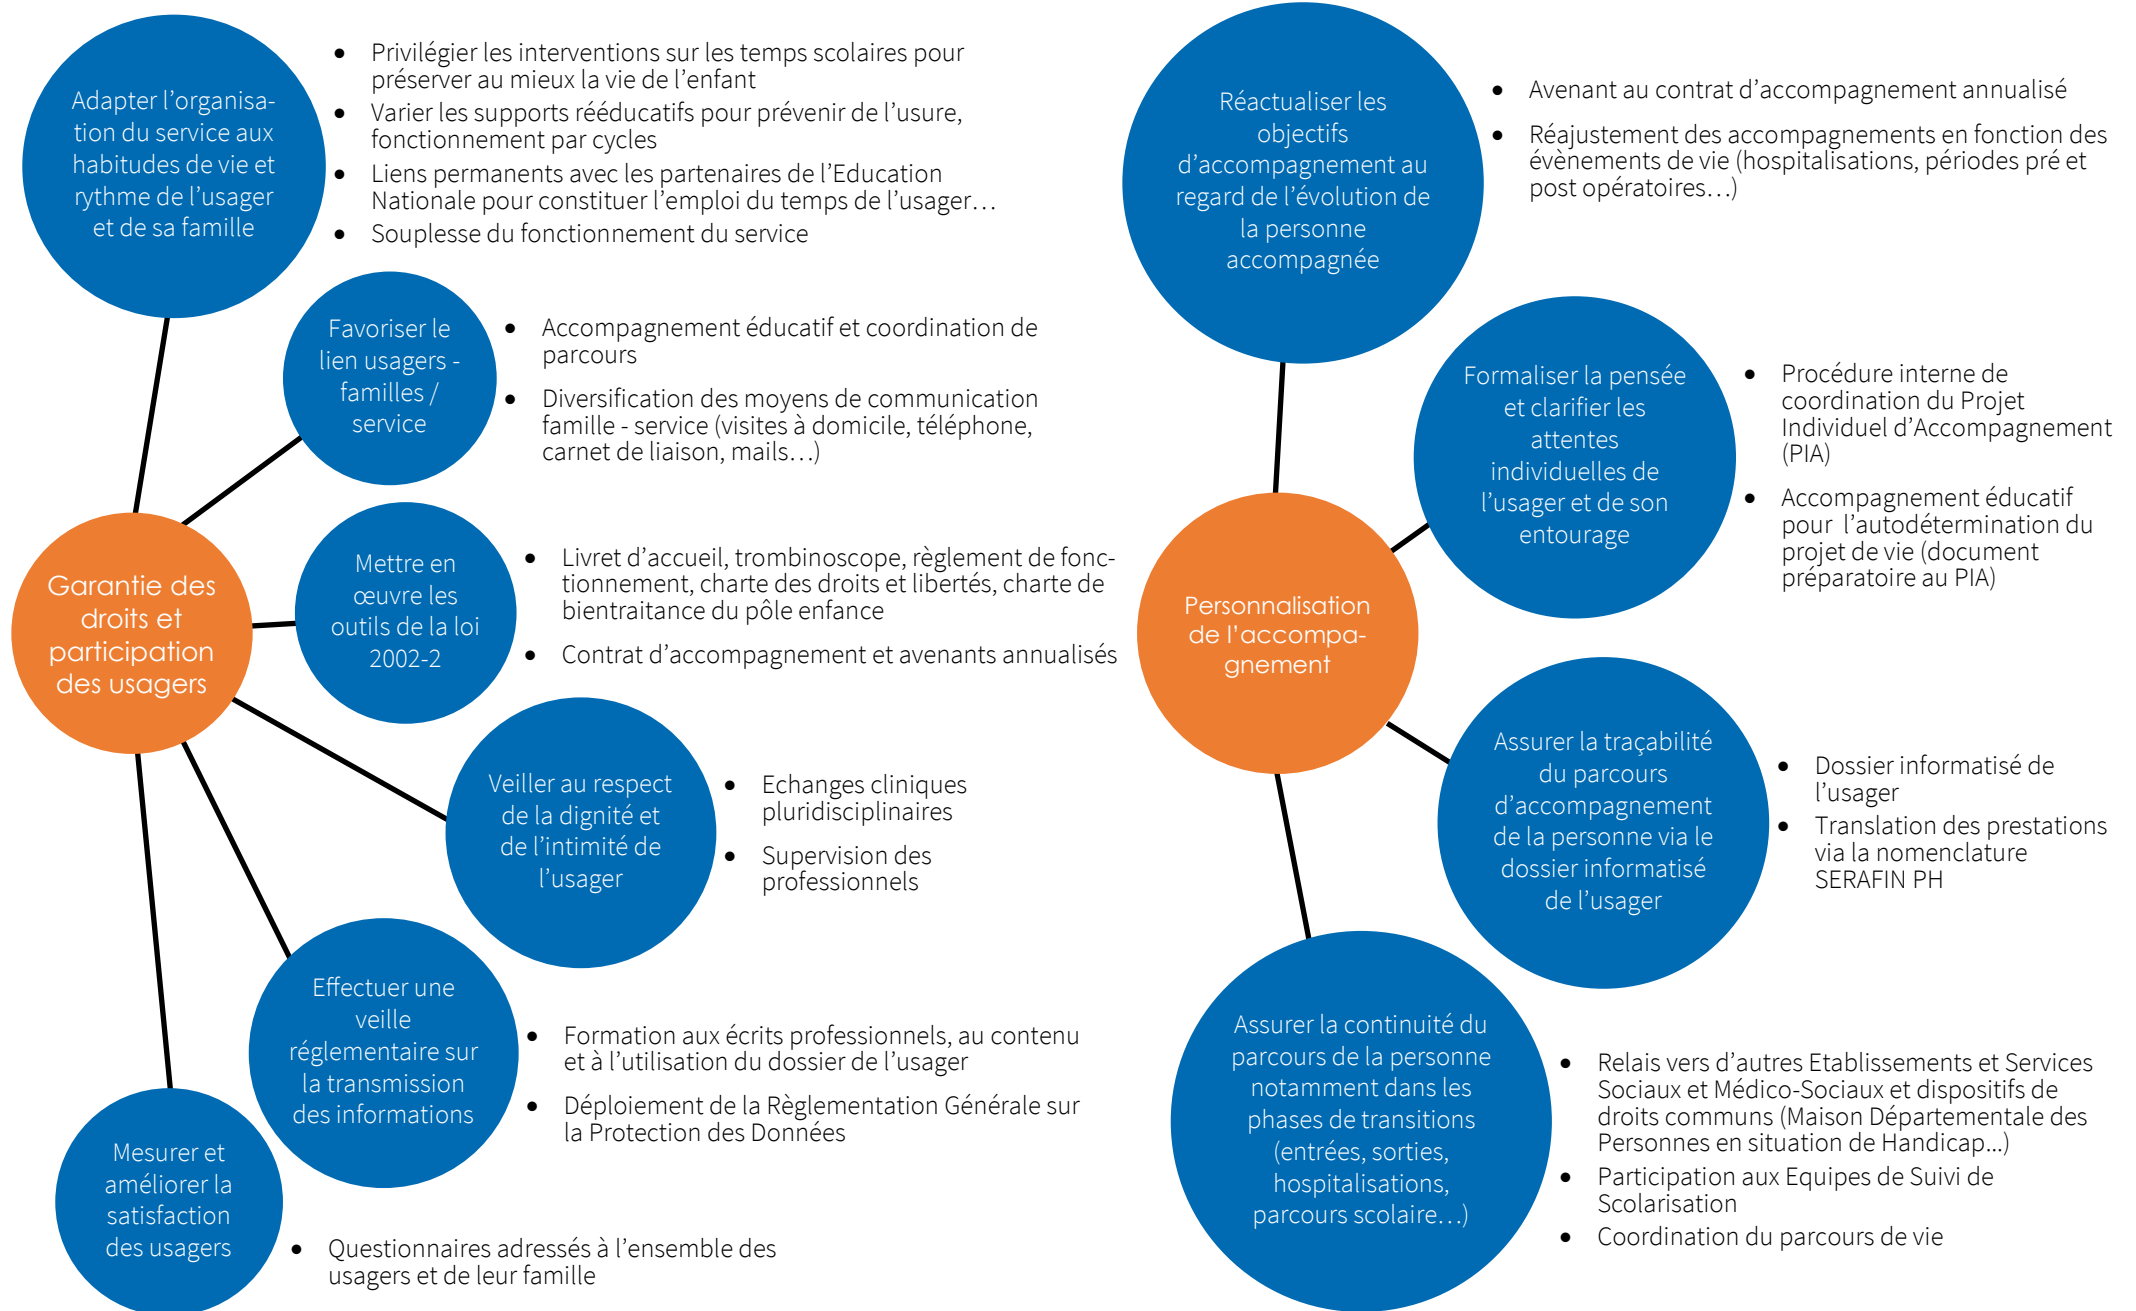 Adapter l’organisa-
tion du service aux
habitudes de vie et
rythme de l’usager
et de sa famille
• Privilégier les interventions sur les temps scolaires pour
préserver au mieux la vie de l’enfant
• Varier les supports rééducatifs pour prévenir de l’usure,
fonctionnement par cycles
• Liens permanents avec les partenaires de l’Education
Nationale pour constituer l’emploi du temps de l’usager…
• Souplesse du fonctionnement du service
Favoriser le
lien usagers -
familles /
service
• Accompagnement éducatif et coordination de
parcours
• Diversification des moyens de communication
famille - service (visites à domicile, téléphone,
carnet de liaison, mails…)
Garantie des
droits et
participation
des usagers
Mettre en
œuvre les
outils de la loi
2002-2
• Livret d’accueil, trombinoscope, règlement de fonc-
tionnement, charte des droits et libertés, charte de
bientraitance du pôle enfance
• Contrat d’accompagnement et avenants annualisés
Veiller au respect
de la dignité et
de l’intimité de
l’usager
• Echanges cliniques
pluridisciplinaires
• Supervision des
professionnels
Effectuer une
veille
réglementaire sur
la transmission
des informations
• Formation aux écrits professionnels, au contenu
et à l’utilisation du dossier de l’usager
• Déploiement de la Règlementation Générale sur
la Protection des Données
Mesurer et
améliorer la
satisfaction
des usagers
• Questionnaires adressés à l’ensemble des
usagers et de leur famille
Réactualiser les
objectifs
d’accompagnement au
regard de l’évolution de
la personne
accompagnée
• Avenant au contrat d’accompagnement annualisé
• Réajustement des accompagnements en fonction des
évènements de vie (hospitalisations, périodes pré et
post opératoires…)
Formaliser la pensée
et clarifier les
attentes
individuelles de
l’usager et de son
entourage
• Procédure interne de
coordination du Projet
Individuel d’Accompagnement
(PIA)
• Accompagnement éducatif
pour l’autodétermination du
projet de vie (document
préparatoire au PIA)
Personnalisation
de l’accompa-
gnement
Assurer la traçabilité
du parcours
d’accompagnement
de la personne via le
dossier informatisé
de l’usager
• Dossier informatisé de
l’usager
• Translation des prestations
via la nomenclature
SERAFIN PH
Assurer la continuité du
parcours de la personne
notamment dans les
phases de transitions
(entrées, sorties,
hospitalisations,
parcours scolaire…)
• Relais vers d’autres Etablissements et Services
Sociaux et Médico-Sociaux et dispositifs de
droits communs (Maison Départementale des
Personnes en situation de Handicap...)
• Participation aux Equipes de Suivi de
Scolarisation
• Coordination du parcours de vie